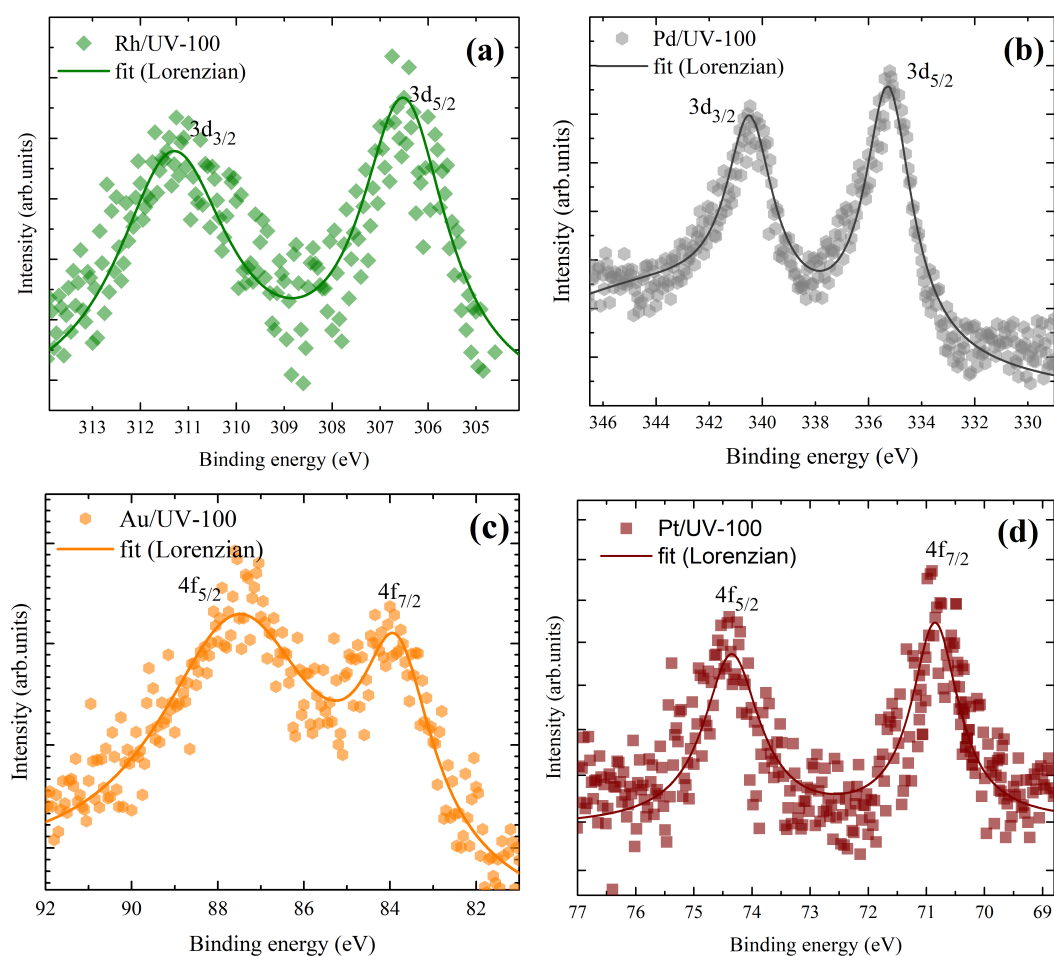 Rh/UV-100
fit (Lorenzian)
(a)
3d3/2
3d5/2
Intensity (arb.units)
313 312 311 310 309 308 307 306 305
Binding energy (eV)
Pd/UV-100
fit (Lorenzian)
(b)
3d3/2
3d5/2
Intensity (arb.units)
346 344 342 340 338 336 334 332 330
Binding energy (eV)
Au/UV-100
fit (Lorenzian)
(c)
4f5/2
4f7/2
Intensity (arb.units)
92 90 88 86 84 82
Binding energy (eV)
Pt/UV-100
fit (Lorenzian)
(d)
4f5/2
4f7/2
Intensity (arb.units)
77 76 75 74 73 72 71 70 69
Binding energy (eV)